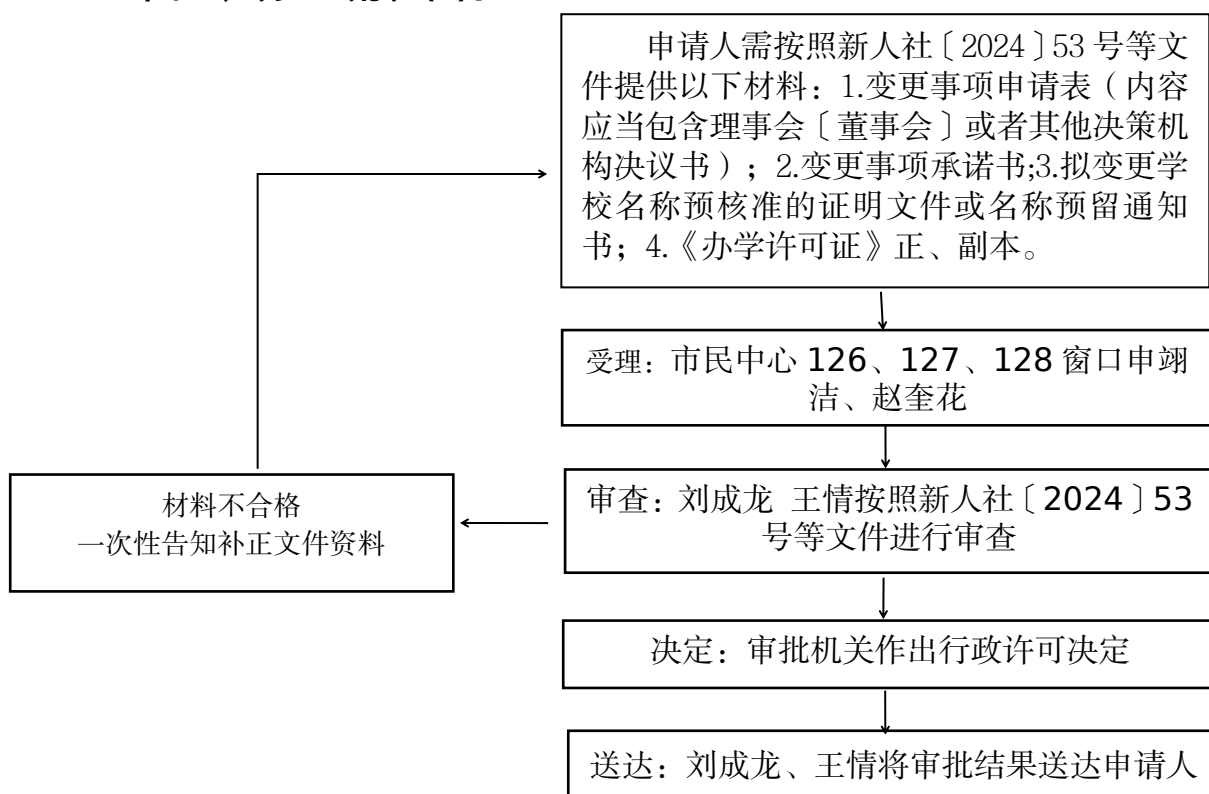 申请人需按照新人社〔2024〕53 号等文
件提供以下材料：1.变更事项申请表（内容
应当包含理事会〔董事会〕或者其他决策机
构决议书）；2.变更事项承诺书;3.拟变更学
校名称预核准的证明文件或名称预留通知
书；4.《办学许可证》正、副本。
受理：市民中心 126、127、128 窗口申翊
洁、赵奎花
审查：刘成龙 王情按照新人社〔2024〕53
号等文件进行审查
材料不合格
一次性告知补正文件资料
决定：审批机关作出行政许可决定
送达：刘成龙、王情将审批结果送达申请人